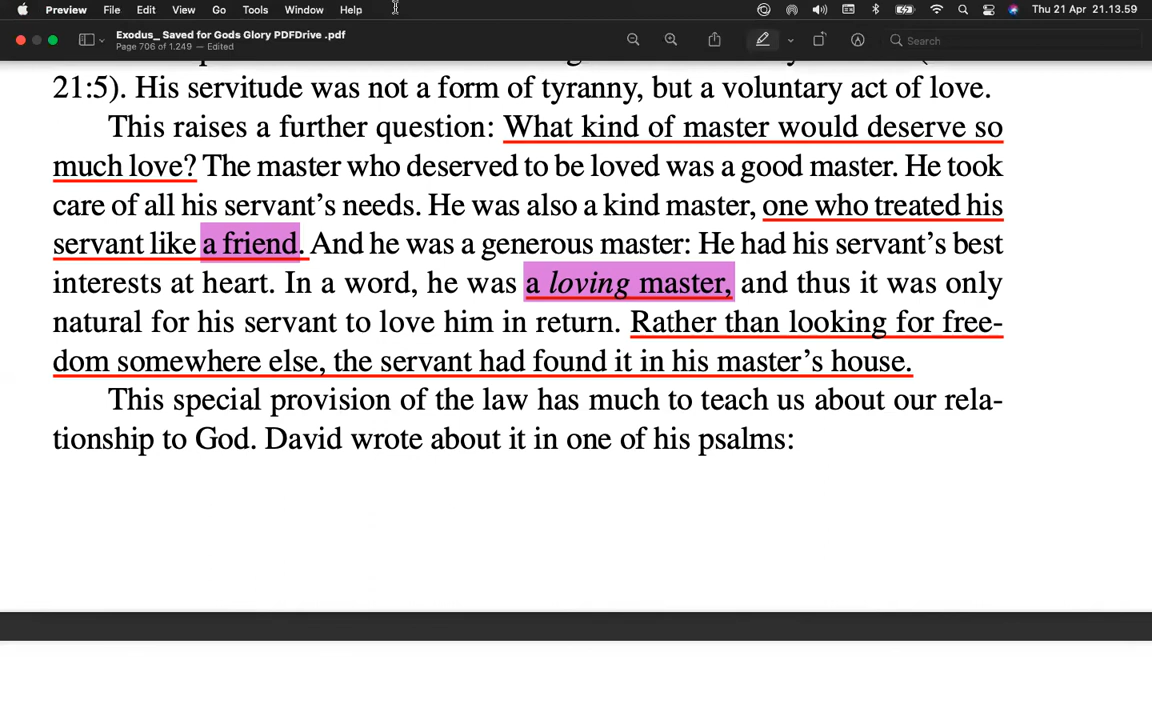 Preview File Edit View Go Tools Window Help Thu 21 Apr 21.13.59
Exodus_ Saved for Gods Glory PDFDrive .pdf
Page 706 of 1.249 — Edited
Search
21:5). His servitude was not a form of tyranny, but a voluntary act of love.
This raises a further question: What kind of master would deserve so
much love? The master who deserved to be loved was a good master. He took
care of all his servant’s needs. He was also a kind master, one who treated his
servant like a friend. And he was a generous master: He had his servant’s best
interests at heart. In a word, he was a loving master, and thus it was only
natural for his servant to love him in return. Rather than looking for free-
dom somewhere else, the servant had found it in his master’s house.
This special provision of the law has much to teach us about our rela-
tionship to God. David wrote about it in one of his psalms: